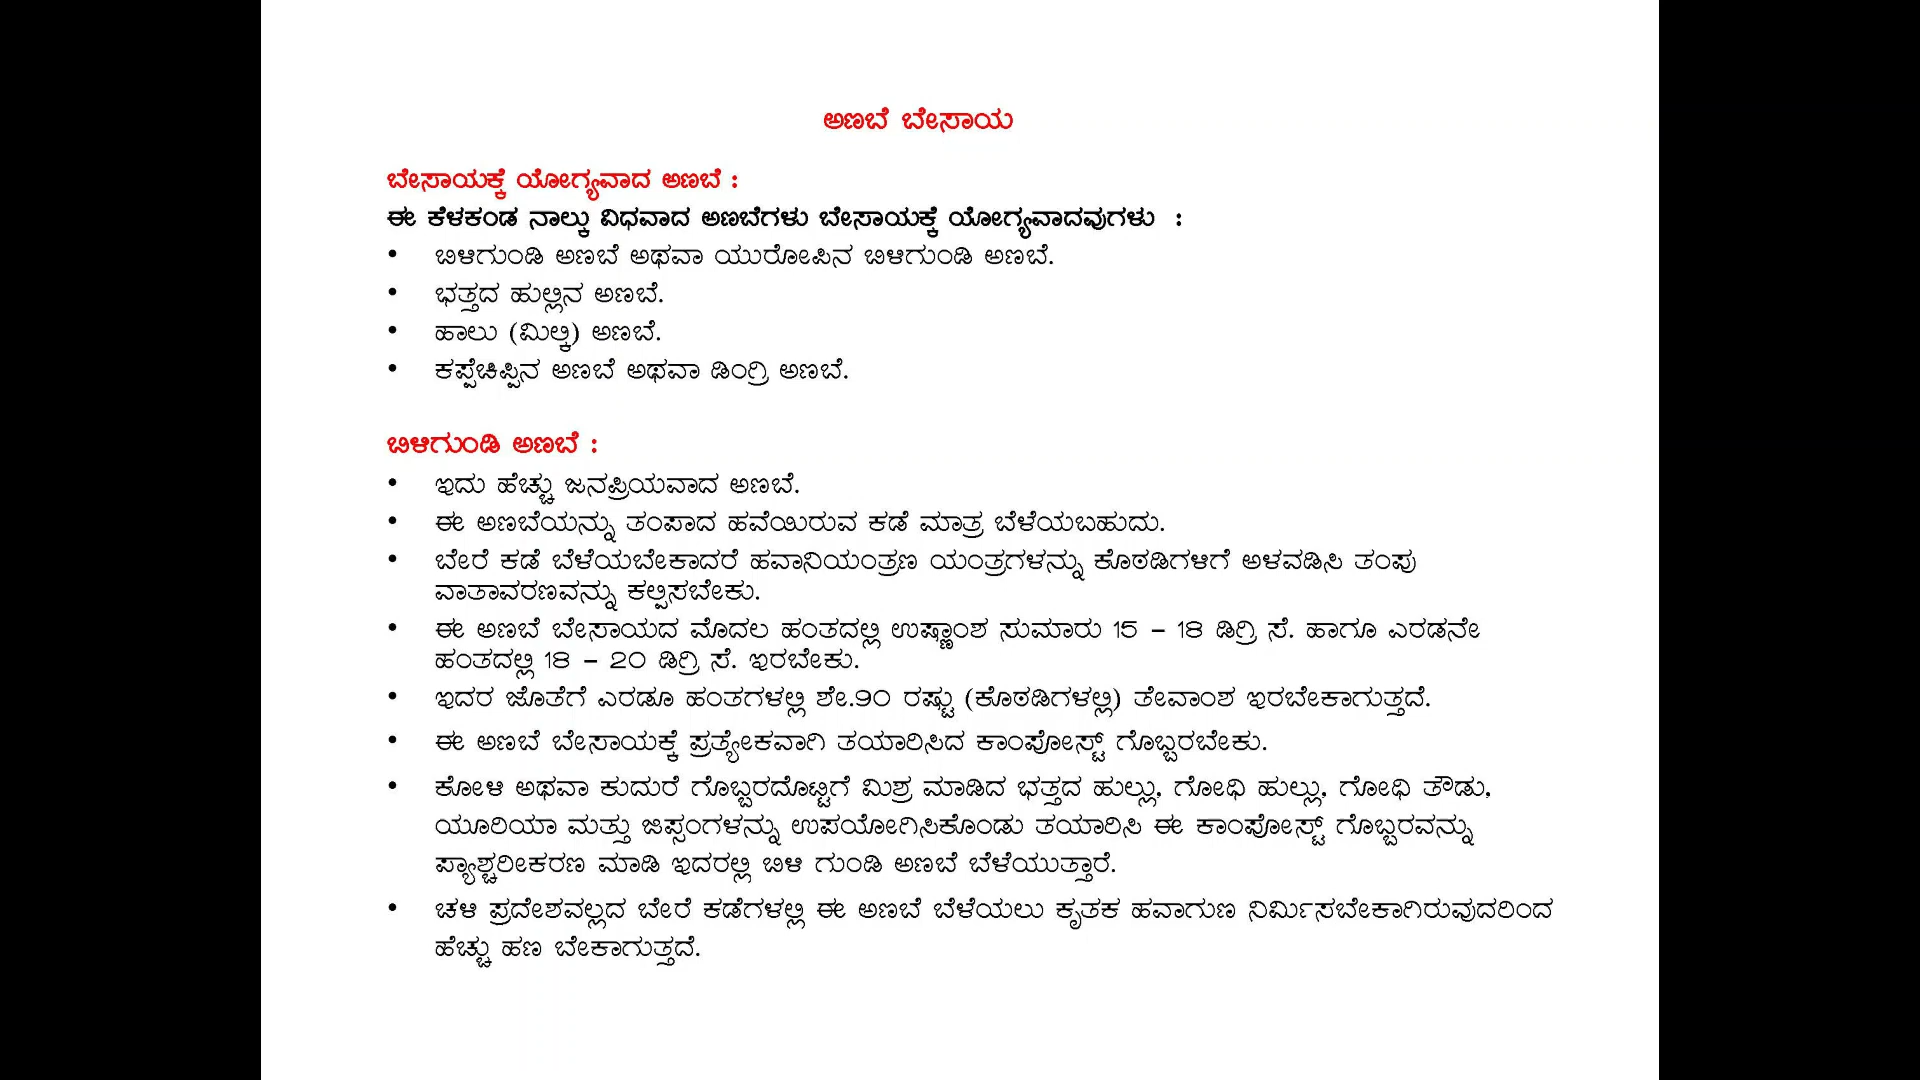 ಅಣಬೆ ಬೇಸಾಯ
ಬೇಸಾಯಕ್ಕೆ ಯೋಗ್ಯವಾದ ಅಣಬೆ :
ಈ ಕೆಳಕಂಡ ನಾಲ್ಕು ವಿಧವಾದ ಅಣಬೆಗಳು ಬೇಸಾಯಕ್ಕೆ ಯೋಗ್ಯವಾದವುಗಳು :
• ಬಿಳಿಗುಂಡಿ ಅಣಬೆ ಅಥವಾ ಯುರೋಪಿನ ಬಿಳಿಗುಂಡಿ ಅಣಬೆ.
• ಭತ್ತದ ಹುಲ್ಲಿನ ಅಣಬೆ.
• ಹಾಲು (ಮಿಲ್ಕಿ) ಅಣಬೆ.
• ಕಪ್ಪೆಚಿಪ್ಪಿನ ಅಣಬೆ ಅಥವಾ ಡಿಂಗ್ರಿ ಅಣಬೆ.
ಬಿಳಿಗುಂಡಿ ಅಣಬೆ :
• ಇದು ಹೆಚ್ಚು ಜನಪ್ರಿಯವಾದ ಅಣಬೆ.
• ಈ ಅಣಬೆಯನ್ನು ತಂಪಾದ ಹವೆಯಿರುವ ಕಡೆ ಮಾತ್ರ ಬೆಳೆಯಬಹುದು.
• ಬೇರೆ ಕಡೆ ಬೆಳೆಯಬೇಕಾದರೆ ಹವಾನಿಯಂತ್ರಣ ಯಂತ್ರಗಳನ್ನು ಕೊಠಡಿಗಳಿಗೆ ಅಳವಡಿಸಿ ತಂಪು
ವಾತಾವರಣವನ್ನು ಕಲ್ಪಿಸಬೇಕು.
• ಈ ಅಣಬೆ ಬೇಸಾಯದ ಮೊದಲ ಹಂತದಲ್ಲಿ ಉಷ್ಣಾಂಶ ಸುಮಾರು 15 – 18 ಡಿಗ್ರಿ ಸೆ. ಹಾಗೂ ಎರಡನೇ
ಹಂತದಲ್ಲಿ 18 – 20 ಡಿಗ್ರಿ ಸೆ. ಇರಬೇಕು.
• ಇದರ ಜೊತೆಗೆ ಎರಡೂ ಹಂತಗಳಲ್ಲಿ ಶೇ.90 ರಷ್ಟು (ಕೊಠಡಿಗಳಲ್ಲಿ) ತೇವಾಂಶ ಇರಬೇಕಾಗುತ್ತದೆ.
• ಈ ಅಣಬೆ ಬೇಸಾಯಕ್ಕೆ ಪ್ರತ್ಯೇಕವಾಗಿ ತಯಾರಿಸಿದ ಕಾಂಪೋಸ್ಟ್ ಗೊಬ್ಬರಬೇಕು.
• ಕೋಳಿ ಅಥವಾ ಕುದುರೆ ಗೊಬ್ಬರದೊಟ್ಟಿಗೆ ಮಿಶ್ರ ಮಾಡಿದ ಭತ್ತದ ಹುಲ್ಲು, ಗೋಧಿ ಹುಲ್ಲು, ಗೋಧಿ ತೌಡು,
ಯೂರಿಯಾ ಮತ್ತು ಜಿಪ್ಸಂಗಳನ್ನು ಉಪಯೋಗಿಸಿಕೊಂಡು ತಯಾರಿಸಿ ಈ ಕಾಂಪೋಸ್ಟ್ ಗೊಬ್ಬರವನ್ನು
ಪ್ಯಾಶ್ಚರೀಕರಣ ಮಾಡಿ ಇದರಲ್ಲಿ ಬಿಳಿ ಗುಂಡಿ ಅಣಬೆ ಬೆಳೆಯುತ್ತಾರೆ.
• ಚಳಿ ಪ್ರದೇಶವಲ್ಲದ ಬೇರೆ ಕಡೆಗಳಲ್ಲಿ ಈ ಅಣಬೆ ಬೆಳೆಯಲು ಕೃತಕ ಹವಾಗುಣ ನಿರ್ಮಿಸಬೇಕಾಗಿರುವುದರಿಂದ
ಹೆಚ್ಚು ಹಣ ಬೇಕಾಗುತ್ತದೆ.